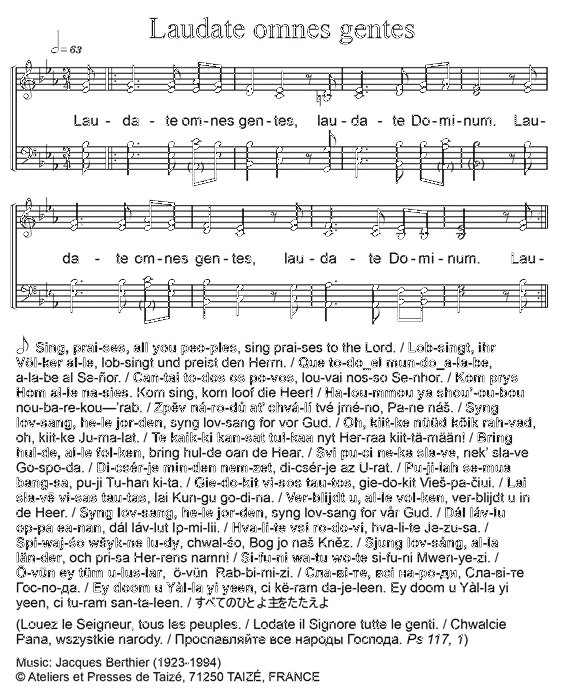 Laudate omnes gentes
♩ = 63
Lau - da - te om-nes gen-tes, lau - da - te Do-mi-num. Lau-
da - te om-nes gen-tes, lau - da - te Do-mi-num. Lau-
Sing, prai-ses, all you peo-ples, sing prai-ses to the Lord. / Lob-singt, ihr
Völ-ker al-le, lob-singt und preist den Herrn. / Que to-do_el mun-do_a-la-be,
a-la-be al Se-ñor. / Can-tai to-dos os po-vos, lou-vai nos-so Se-nhor. / Kom prys
Hom al-le na-sies. Kom sing, kom loof die Heer! / Ha-lou-mou ya shou'-ou-bou
nou-ba-re-kou—'rab. / Zpěv ná-ro-dů ať chvá-lí tvé jmé-no, Pa-ne náš. / Syng
lov-sang, he-le jor-den, syng lov-sang for vor Gud. / Oh, kiit-ke nüüd kõik rah-vad,
oh, kiit-ke Ju-ma-lat. / Te kaik-ki kan-sat tul-kaa nyt Her-raa kiit-tä-mään! / Bring
hul-de, al-le fol-ken, bring hul-de oan de Hear. / Svi pu-ci ne-ka sla-ve, nek' sla-ve
Go-spo-da. / Di-csér-je min-den nem-zet, di-csér-je az U-rat. / Pu-ji-lah se-mua
bang-sa, pu-ji Tu-han ki-ta. / Gie-do-kit vi-sos tau-tos, gie-do-kit Vieš-pa-čiui. / Lai
sla-vē vi-sas tau-tas, lai Kun-gu go-di-na. / Ver-blijdt u, al-le vol-ken, ver-blijdt u in
de Heer. / Syng lov-sang, he-le jor-den, syng lov-sang for vår Gud. / Dál láv-lu
op-pa ea-nan, dál láv-lut Ip-mi-lii. / Hva-li-te vsi ro-do-vi, hva-li-te Je-zu-sa. /
Spi-waj-śo wšyk-ne lu-dy, chwal-śo, Bog jo naš Kněz. / Sjung lov-sång, al-la
län-der, och pri-sa Her-rens namn! / Si-fu-ni wa-tu wo-te si-fu-ni Mwen-ye-zi. /
Ö-vün ey tüm u-lus-lar, ö-vün Rab-bi-mi-zi. / Сла-ві-те, всі на-ро-ди, Сла-ві-те
Гос-по-да. / Ey doom u Yàl-la yi yeen, ci kë-ram da-je-leen. Ey doom u Yàl-la yi
yeen, ci tu-ram san-ta-leen. / すべてのひとよ主をたたえよ
(Louez le Seigneur, tous les peuples. / Lodate il Signore tutte le genti. / Chwalcie
Pana, wszystkie narody. / Прославляйте все народы Господа. Ps 117, 1)
Music: Jacques Berthier (1923-1994)
© Ateliers et Presses de Taizé, 71250 TAIZÉ, FRANCE